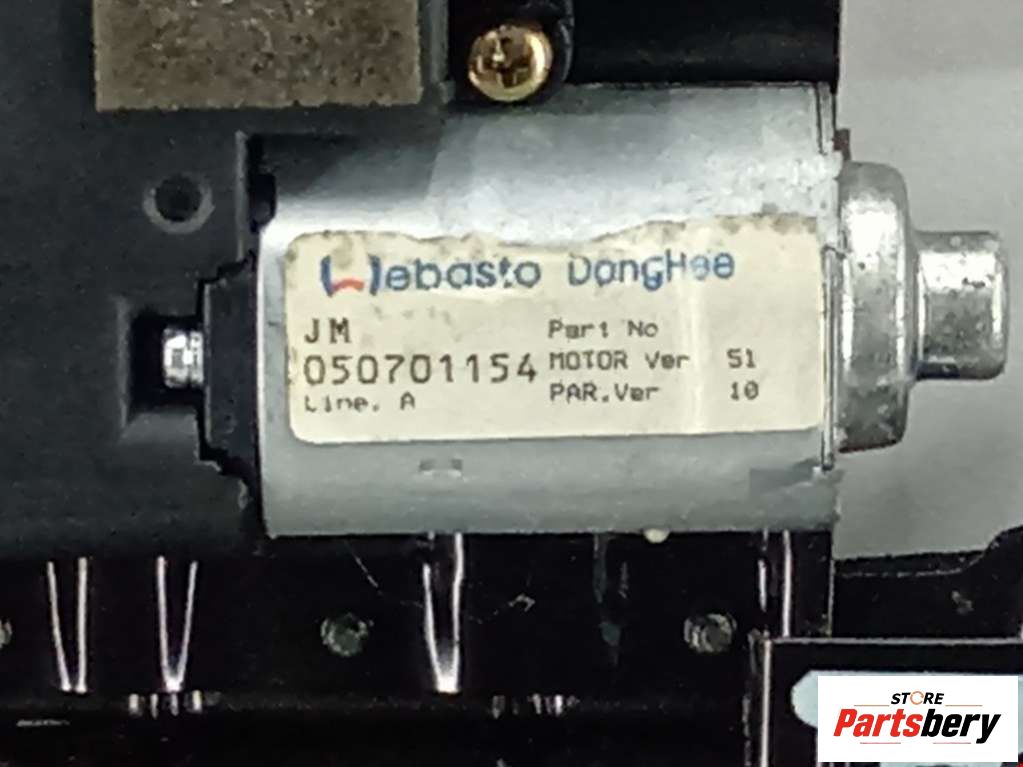 Webasto DongHee
JM
050701154
Line. A
Part No
MOTOR Ver 51
PAR.Ver 10
STORE
Partsbery